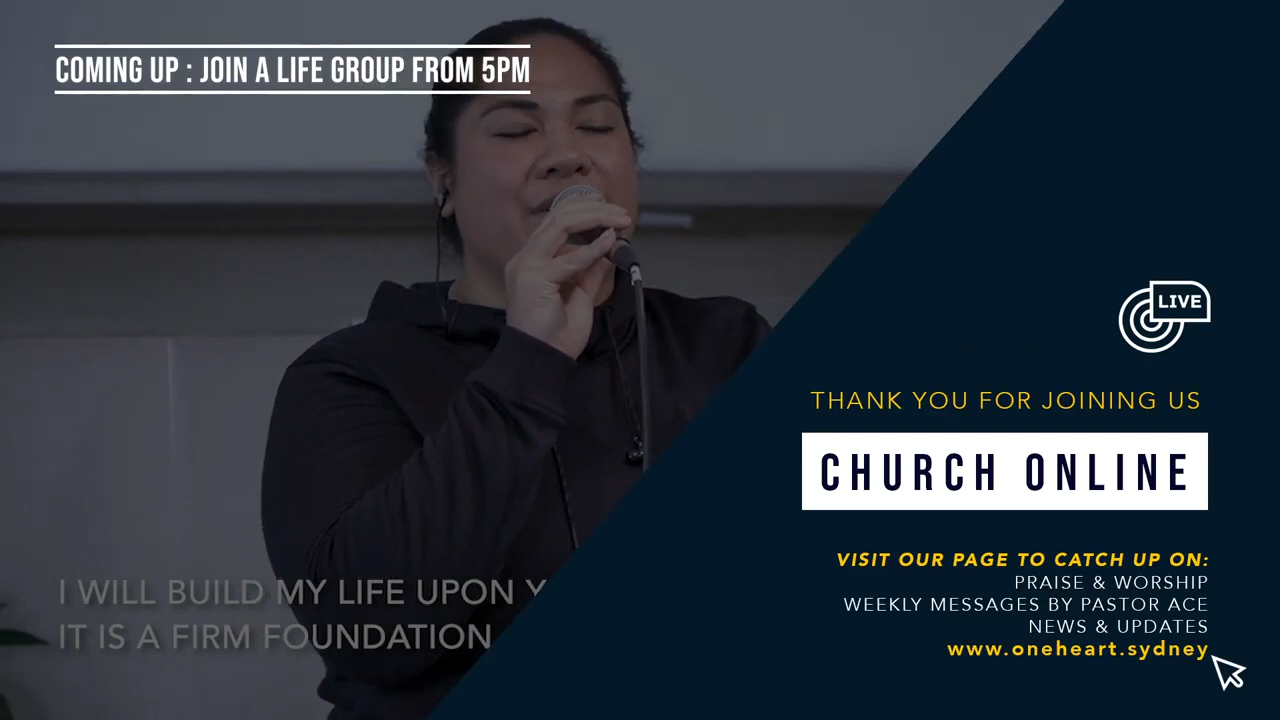 COMING UP : JOIN A LIFE GROUP FROM 5PM
LIVE
THANK YOU FOR JOINING US
CHURCH ONLINE
VISIT OUR PAGE TO CATCH UP ON:
PRAISE & WORSHIP
WEEKLY MESSAGES BY PASTOR ACE
NEWS & UPDATES
www.oneheart.sydney
I WILL BUILD MY LIFE UPON
IT IS A FIRM FOUNDATION